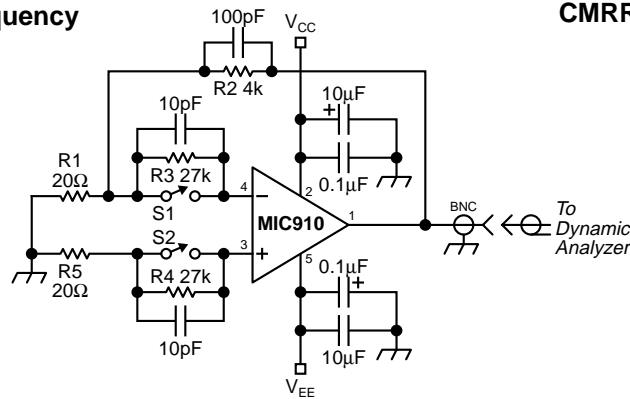 quency
CMRR
100pF
R2 4k
VCC
10pF
R3 27k
10µF
+
0.1µF
R1
20Ω
S1
4
−
2
MIC910
1
BNC
To
Dynamic
Analyzer
S2
3
+
R5
20Ω
R4 27k
10pF
5
0.1µF
+
10µF
VEE